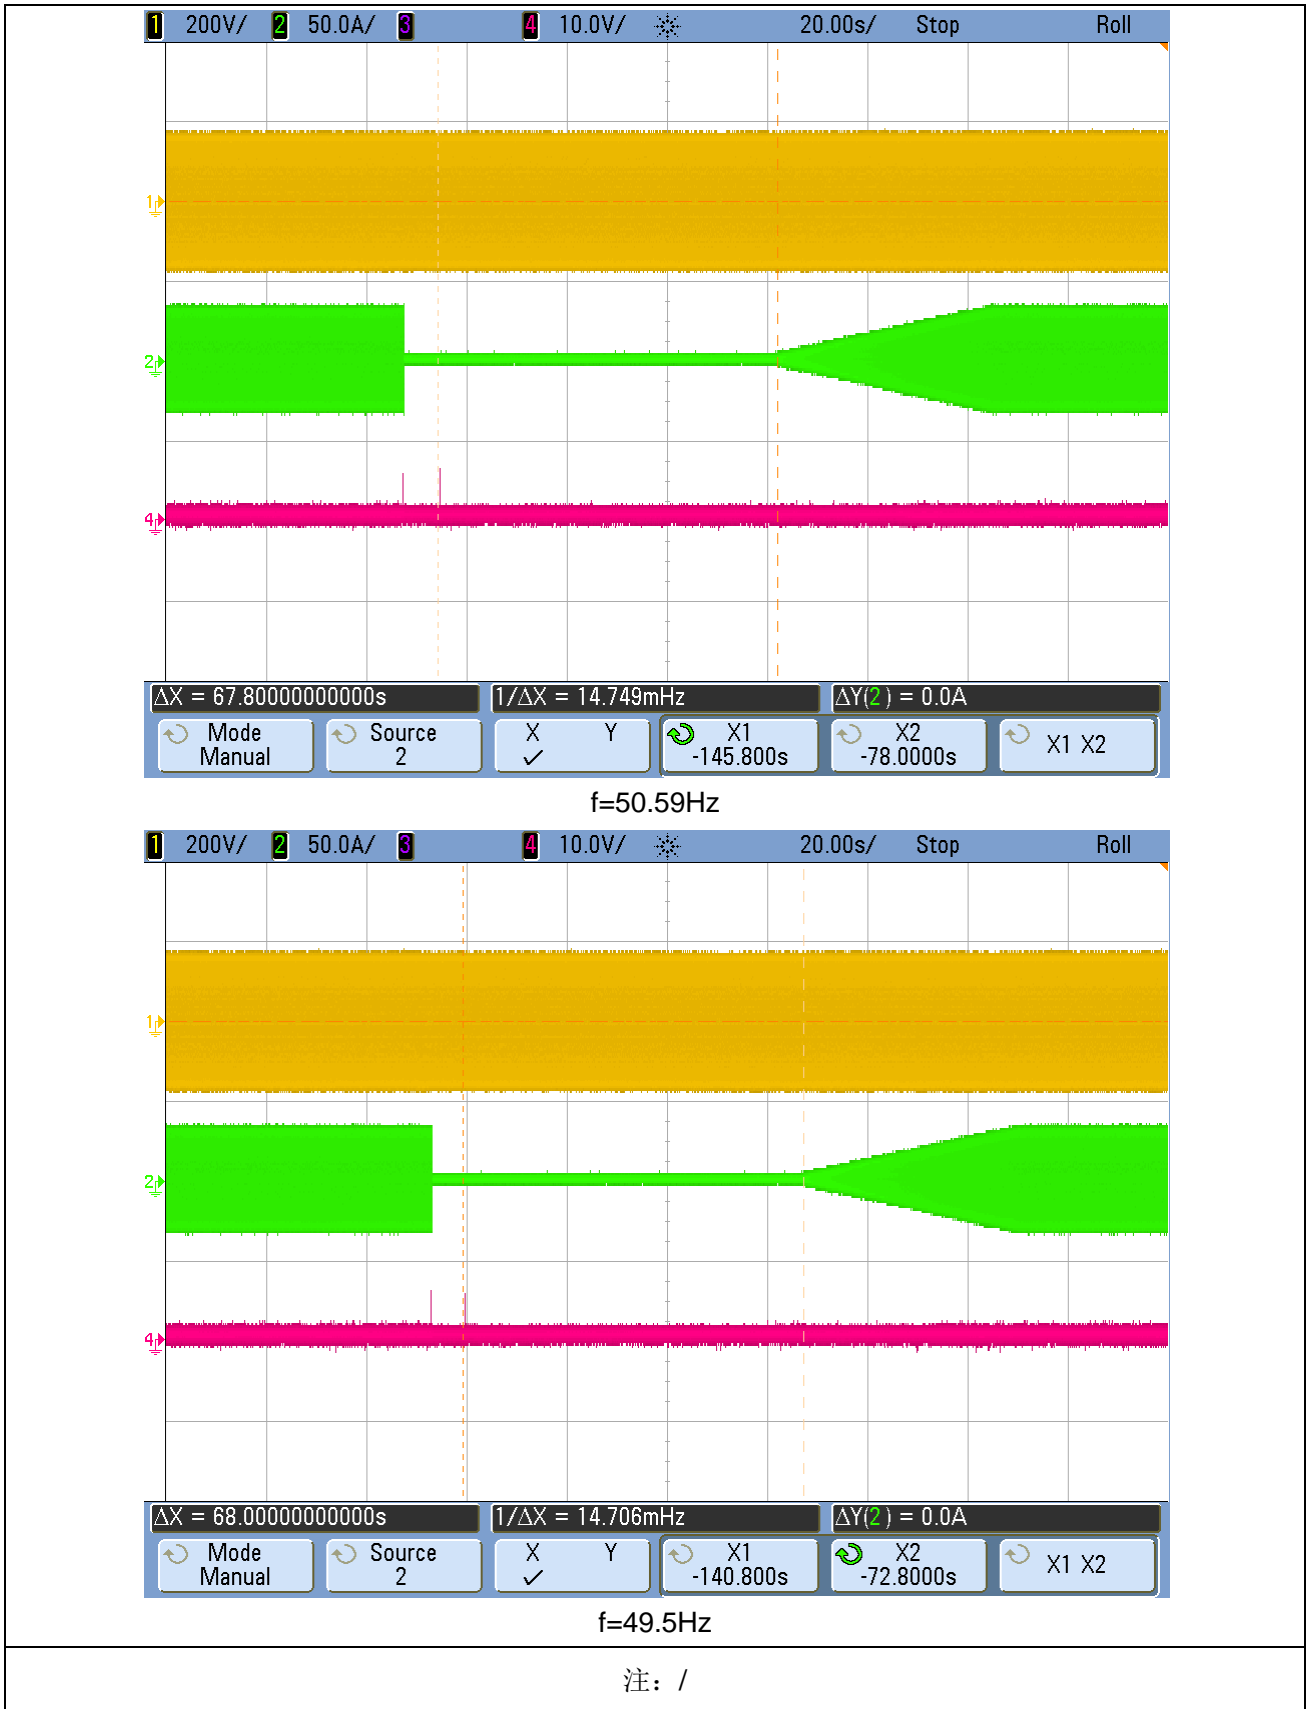 1 200V/ 2 50.0A/ 3 4 10.0V/ 20.00s/ Stop Roll
1
2
4
ΔX = 67.80000000000s 1/ΔX = 14.749mHz ΔY(2) = 0.0A
Mode Source X Y X1 X2 X1 X2
Manual 2 ✓ -145.800s -78.0000s
f=50.59Hz
1 200V/ 2 50.0A/ 3 4 10.0V/ 20.00s/ Stop Roll
1
2
4
ΔX = 68.00000000000s 1/ΔX = 14.706mHz ΔY(2) = 0.0A
Mode Source X Y X1 X2 X1 X2
Manual 2 ✓ -140.800s -72.8000s
f=49.5Hz
注：/